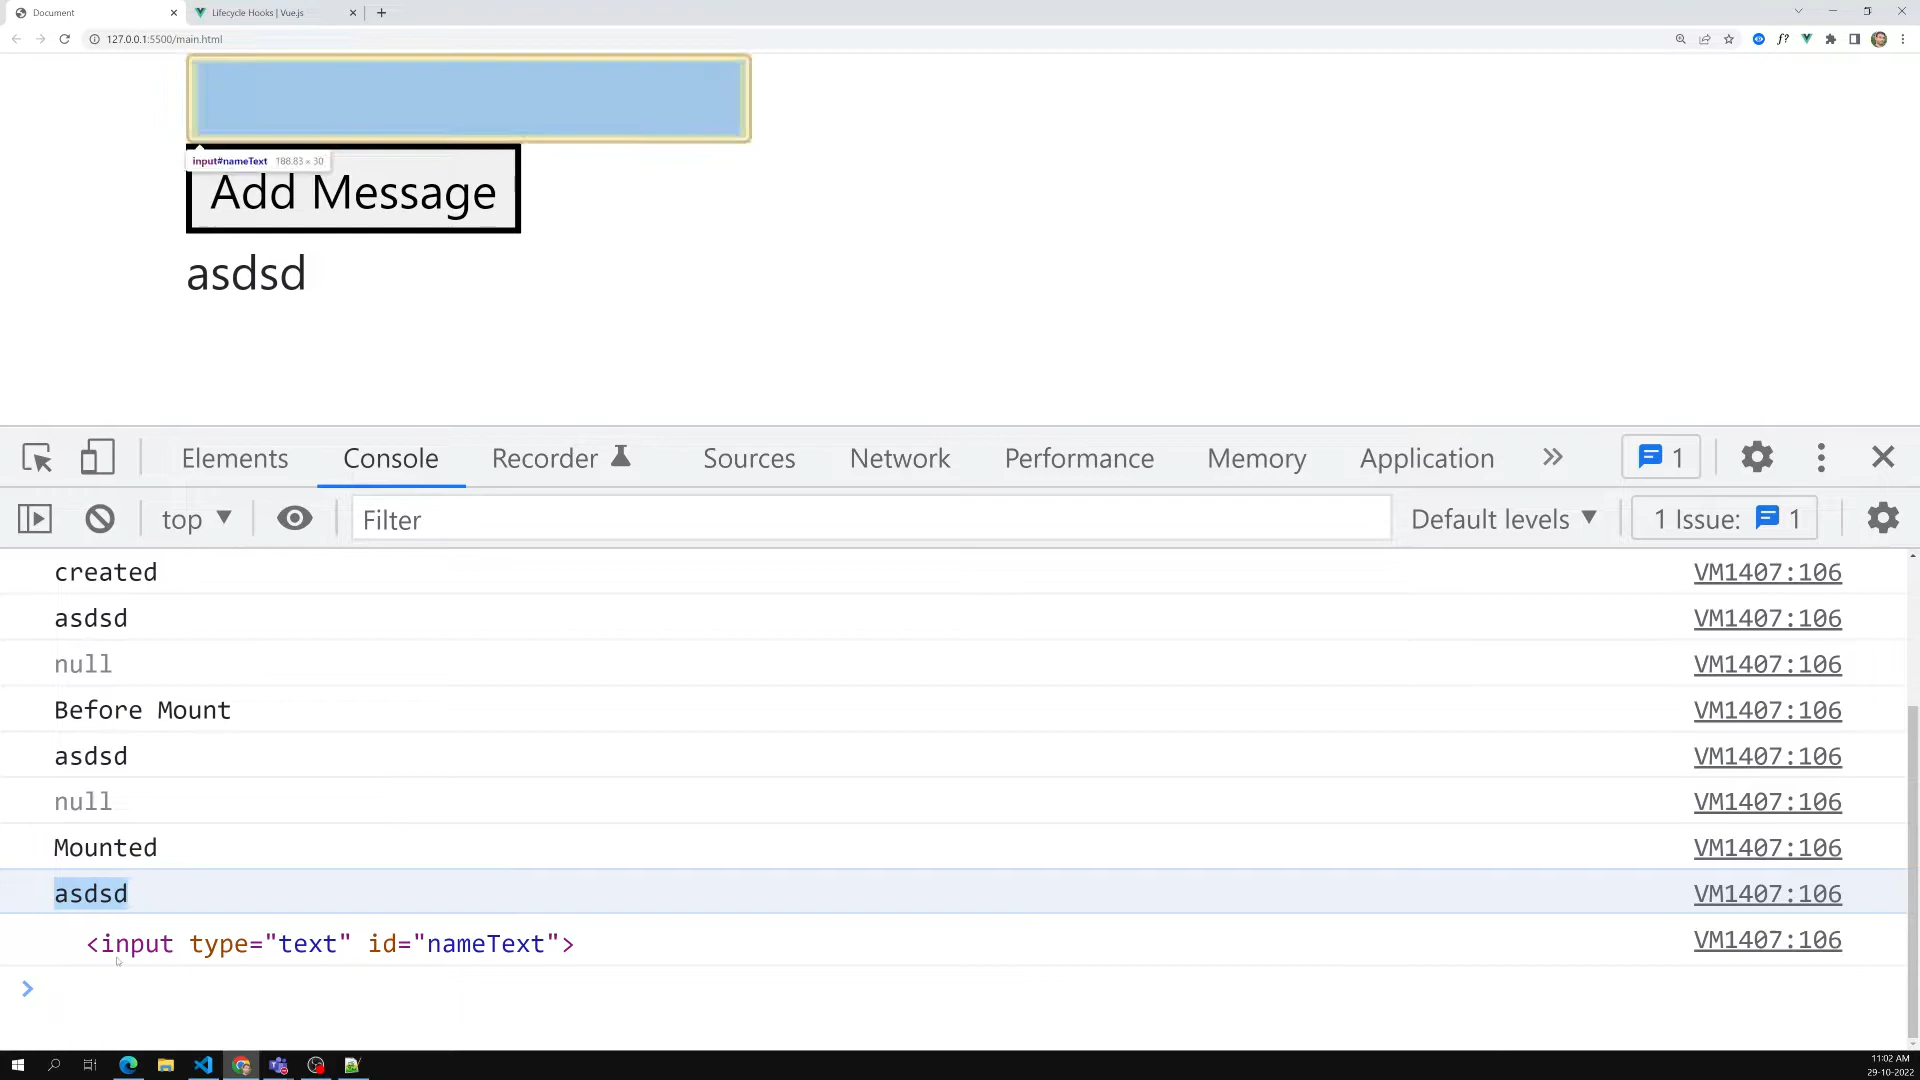 Document
Lifecycle Hooks | Vue.js
127.0.0.1:5500/main.html
f?
input#nameText 188.83 × 30
Add Message
asdsd
Elements
Console
Recorder
Sources
Network
Performance
Memory
Application
1
top
Filter
Default levels
1 Issue: 1
created VM1407:106
asdsd VM1407:106
null VM1407:106
Before Mount VM1407:106
asdsd VM1407:106
null VM1407:106
Mounted VM1407:106
asdsd VM1407:106
<input type="text" id="nameText"> VM1407:106
11:02 AM
29-10-2022